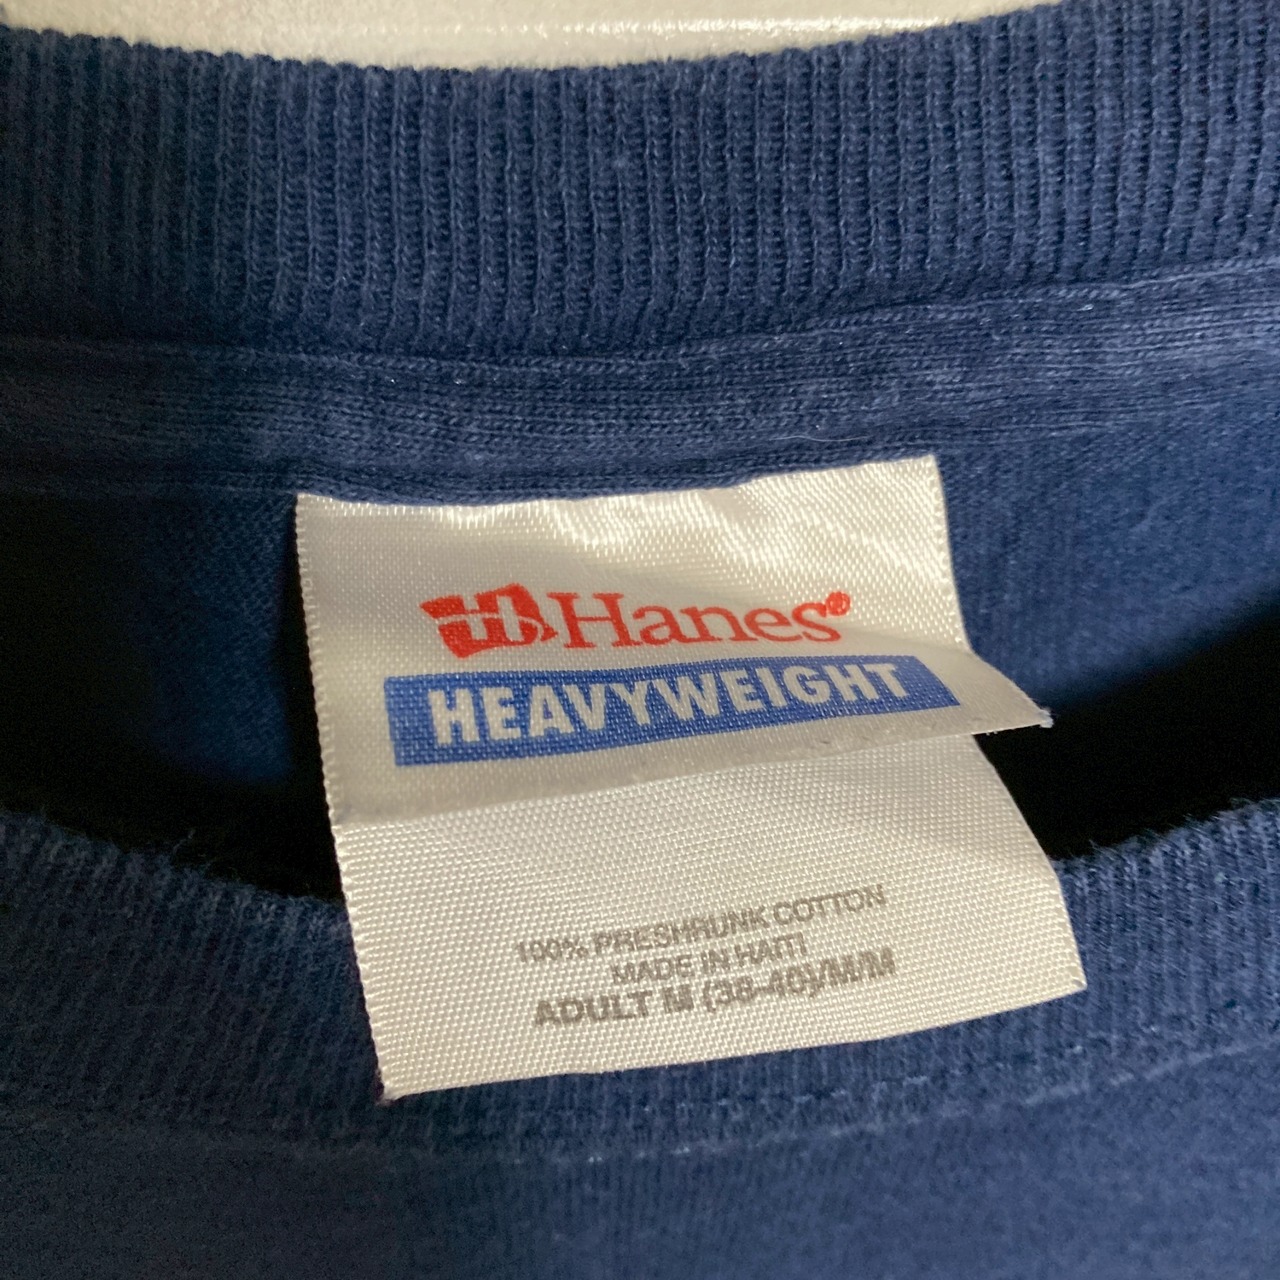 Hanes®
HEAVYWEIGHT
100% PRESHRUNK COTTON
MADE IN HAITI
ADULT M (38-40)/M/M